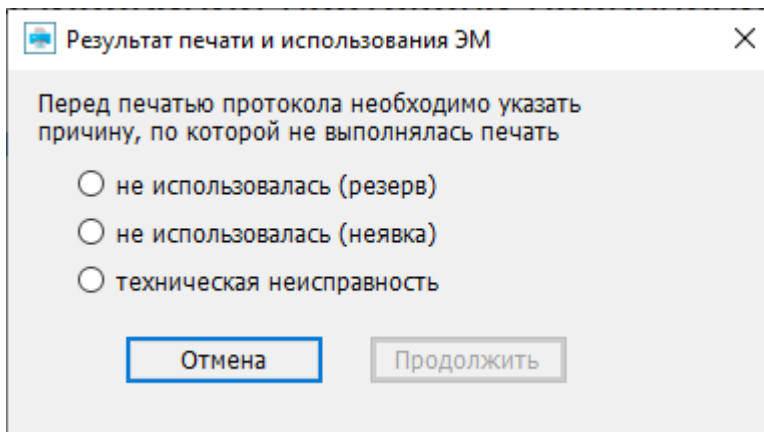 Результат печати и использования ЭМ
Перед печатью протокола необходимо указать
причину, по которой не выполнялась печать
не использовалась (резерв)
не использовалась (неявка)
техническая неисправность
Отмена
Продолжить